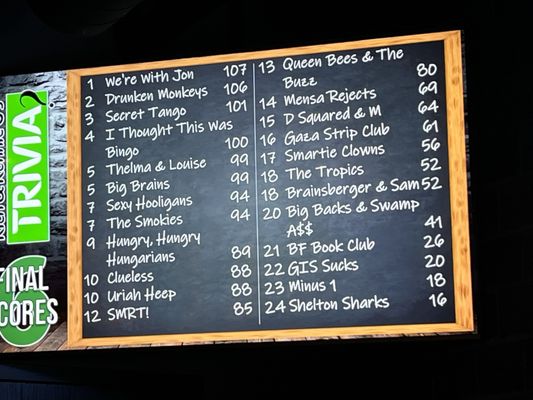 TRIVIA
FINAL
SCORES
1 We're With Jon 107
2 Drunken Monkeys 106
3 Secret Tango 101
4 I Thought This Was
Bingo 100
5 Thelma & Louise 99
5 Big Brains 99
7 Sexy Hooligans 94
7 The Smokies 94
9 Hungry, Hungry
Hungarians 89
10 Clueless 88
10 Uriah Heep 88
12 SMRT! 85
13 Queen Bees & The
Buzz 80
14 Mensa Rejects 69
15 D Squared & M 64
16 Gaza Strip Club 61
17 Smartie Clowns 56
18 The Tropics 52
18 Brainsberger & Sam 52
20 Big Backs & Swamp
A$$ 41
21 BF Book Club 26
22 GIS Sucks 20
23 Minus 1 18
24 Shelton Sharks 16